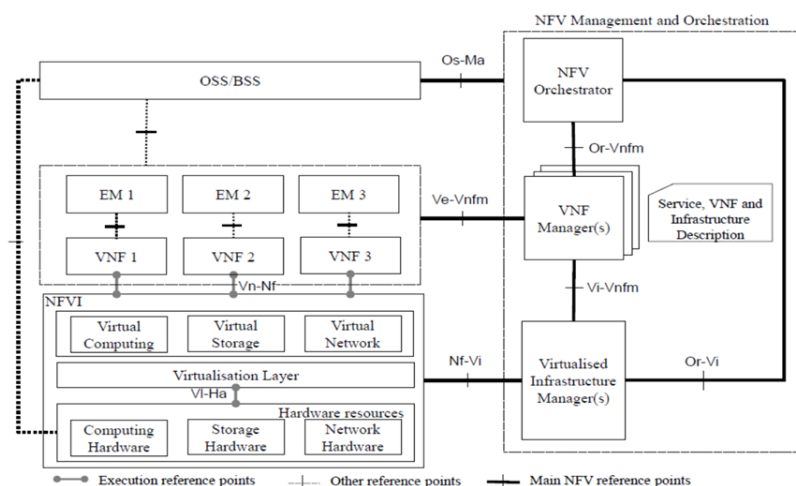 NFV Management and Orchestration
Os-Ma
OSS/BSS
NFV
Orchestrator
Or-Vnfm
EM 1
EM 2
EM 3
Ve-Vnfm
VNF
Manager(s)
Service, VNF and
Infrastructure
Description
VNF 1
VNF 2
VNF 3
Vn-Nf
Vi-Vnfm
NFVI
Virtual
Computing
Virtual
Storage
Virtual
Network
Nf-Vi
Virtualised
Infrastructure
Manager(s)
Or-Vi
Virtualisation Layer
Vl-Ha
Hardware resources
Computing
Hardware
Storage
Hardware
Network
Hardware
Execution reference points
Other reference points
Main NFV reference points